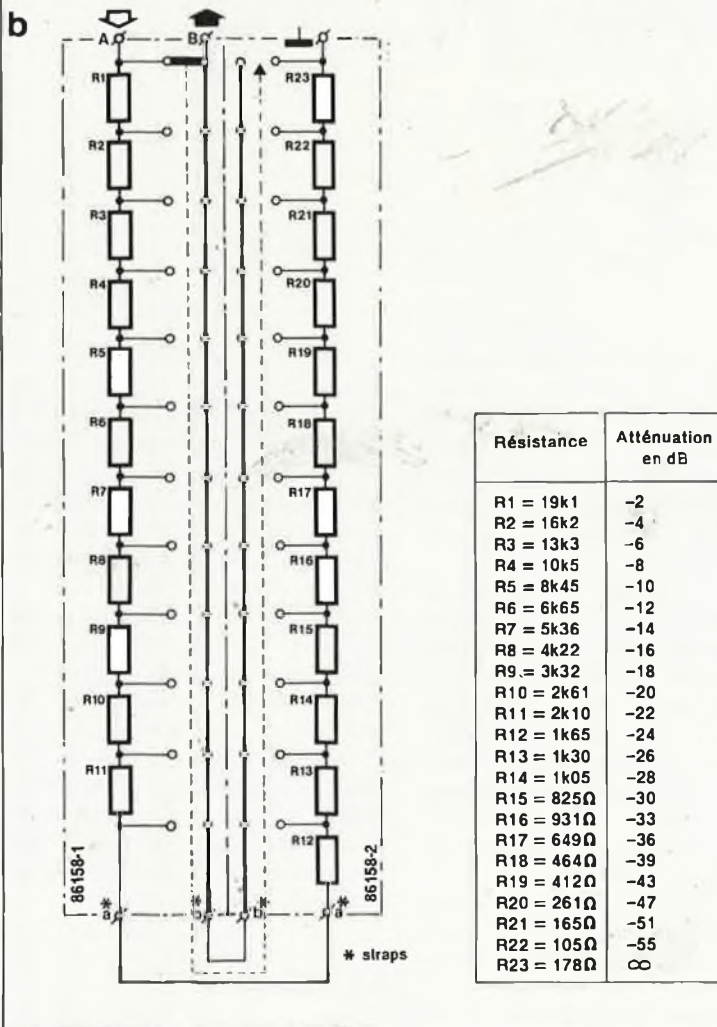 b
A B
R1 R23
R2 R22
R3 R21
R4 R20
R5 R19
R6 R18
R7 R17
R8 R16
R9 R15
R10 R14
R11 R13
R12
86158-1 86158-2
* * * *
a b b a
* straps
Résistance Atténuation
en dB
R1 = 19k1 -2
R2 = 16k2 -4
R3 = 13k3 -6
R4 = 10k5 -8
R5 = 8k45 -10
R6 = 6k65 -12
R7 = 5k36 -14
R8 = 4k22 -16
R9 = 3k32 -18
R10 = 2k61 -20
R11 = 2k10 -22
R12 = 1k65 -24
R13 = 1k30 -26
R14 = 1k05 -28
R15 = 825Ω -30
R16 = 931Ω -33
R17 = 649Ω -36
R18 = 464Ω -39
R19 = 412Ω -43
R20 = 261Ω -47
R21 = 165Ω -51
R22 = 105Ω -55
R23 = 178Ω ∞